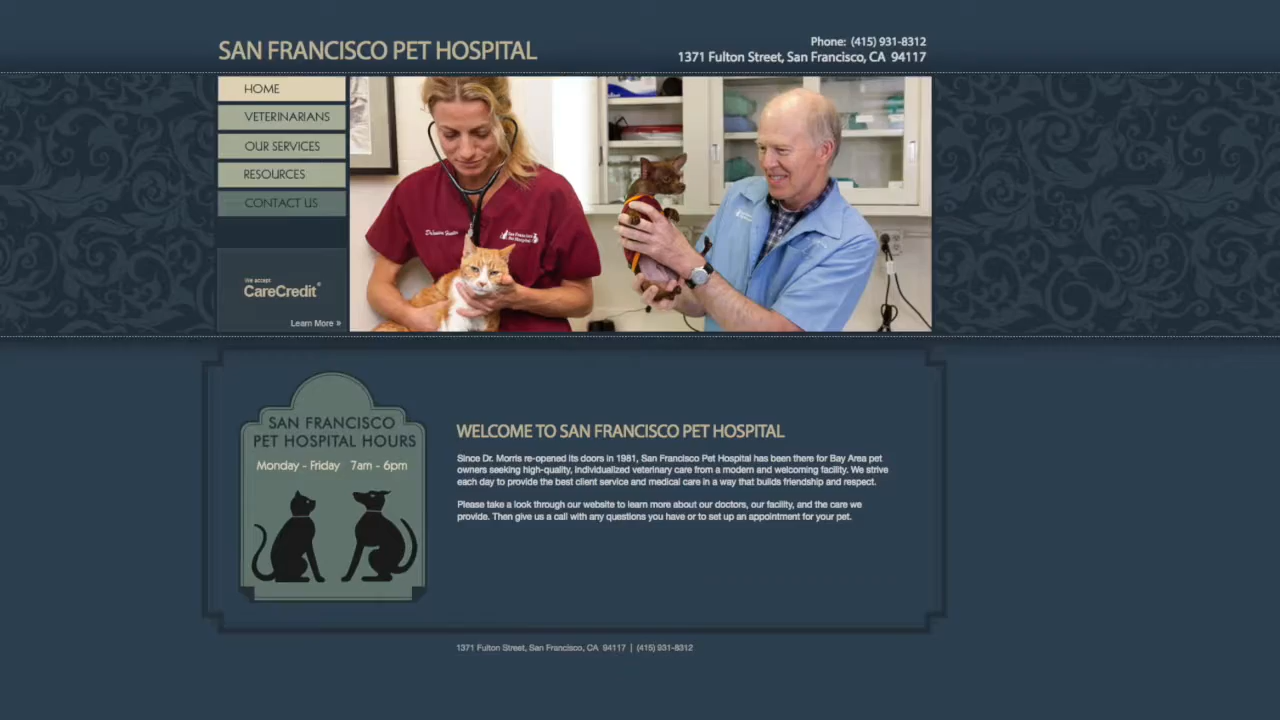 SAN FRANCISCO PET HOSPITAL
Phone: (415) 931-8312
1371 Fulton Street, San Francisco, CA 94117
HOME
VETERINARIANS
OUR SERVICES
RESOURCES
CONTACT US
We accept
CareCredit®
Learn More »
San Francisco
Pet Hospital
SAN FRANCISCO
PET HOSPITAL HOURS
Monday - Friday 7am - 6pm
WELCOME TO SAN FRANCISCO PET HOSPITAL
Since Dr. Morris re-opened its doors in 1981, San Francisco Pet Hospital has been there for Bay Area pet
owners seeking high-quality, individualized veterinary care from a modern and welcoming facility. We strive
each day to provide the best client service and medical care in a way that builds friendship and respect.
Please take a look through our website to learn more about our doctors, our facility, and the care we
provide. Then give us a call with any questions you have or to set up an appointment for your pet.
1371 Fulton Street, San Francisco, CA 94117 | (415) 931-8312